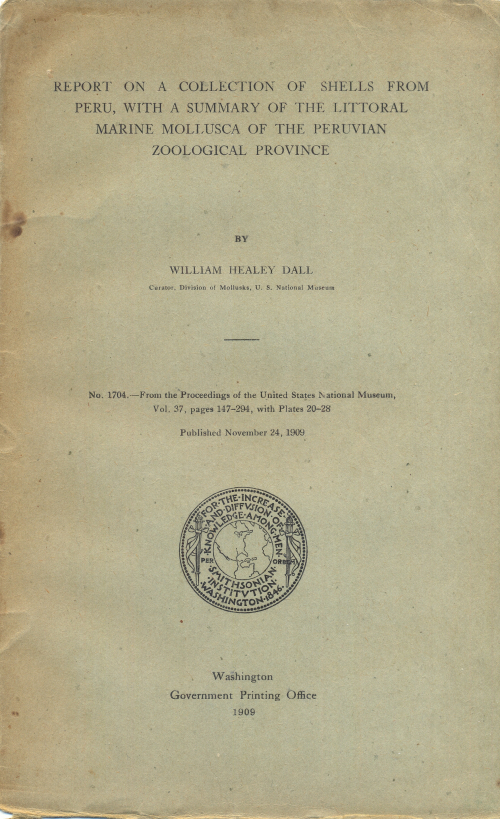 REPORT ON A COLLECTION OF SHELLS FROM
PERU, WITH A SUMMARY OF THE LITTORAL
MARINE MOLLUSCA OF THE PERUVIAN
ZOOLOGICAL PROVINCE
BY
WILLIAM HEALEY DALL
Curator, Division of Mollusks, U. S. National Museum
No. 1704.—From the Proceedings of the United States National Museum,
Vol. 37, pages 147–294, with Plates 20–28
Published November 24, 1909
FOR·THE·INCREASE
AND·DIFFVSION·OF
KNOWLEDGE·AMONG·MEN
PER ORBEM
SMITHSONIAN
INSTITVTION
WASHINGTON·1846
Washington
Government Printing Office
1909